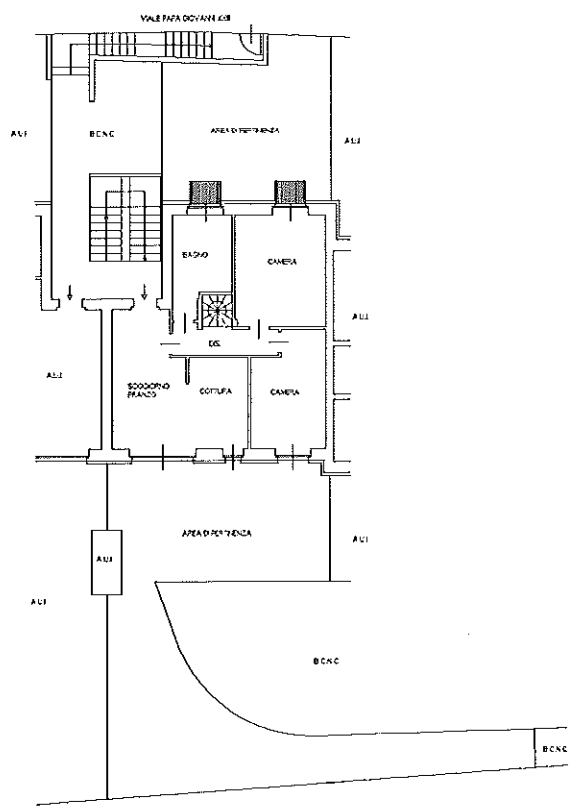 VIALE PAPA GIOVANNI XXIII
A.U.I
B.C.N.C
AREA DI PERTINENZA
A.U.I
BAGNO
CAMERA
A.U.I
DIS.
A.U.I
SOGGIORNO
PRANZO
COTTURA
CAMERA
AREA DI PERTINENZA
A.U.I
A.U.I
A.U.I
B.C.N.C
B.C.N.C